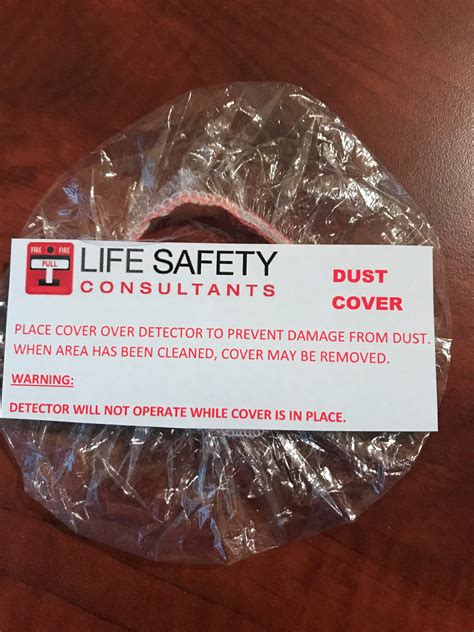 FIRE FIRE
PULL
LIFE SAFETY
CONSULTANTS
DUST
COVER
PLACE COVER OVER DETECTOR TO PREVENT DAMAGE FROM DUST.
WHEN AREA HAS BEEN CLEANED, COVER MAY BE REMOVED.
WARNING:
DETECTOR WILL NOT OPERATE WHILE COVER IS IN PLACE.